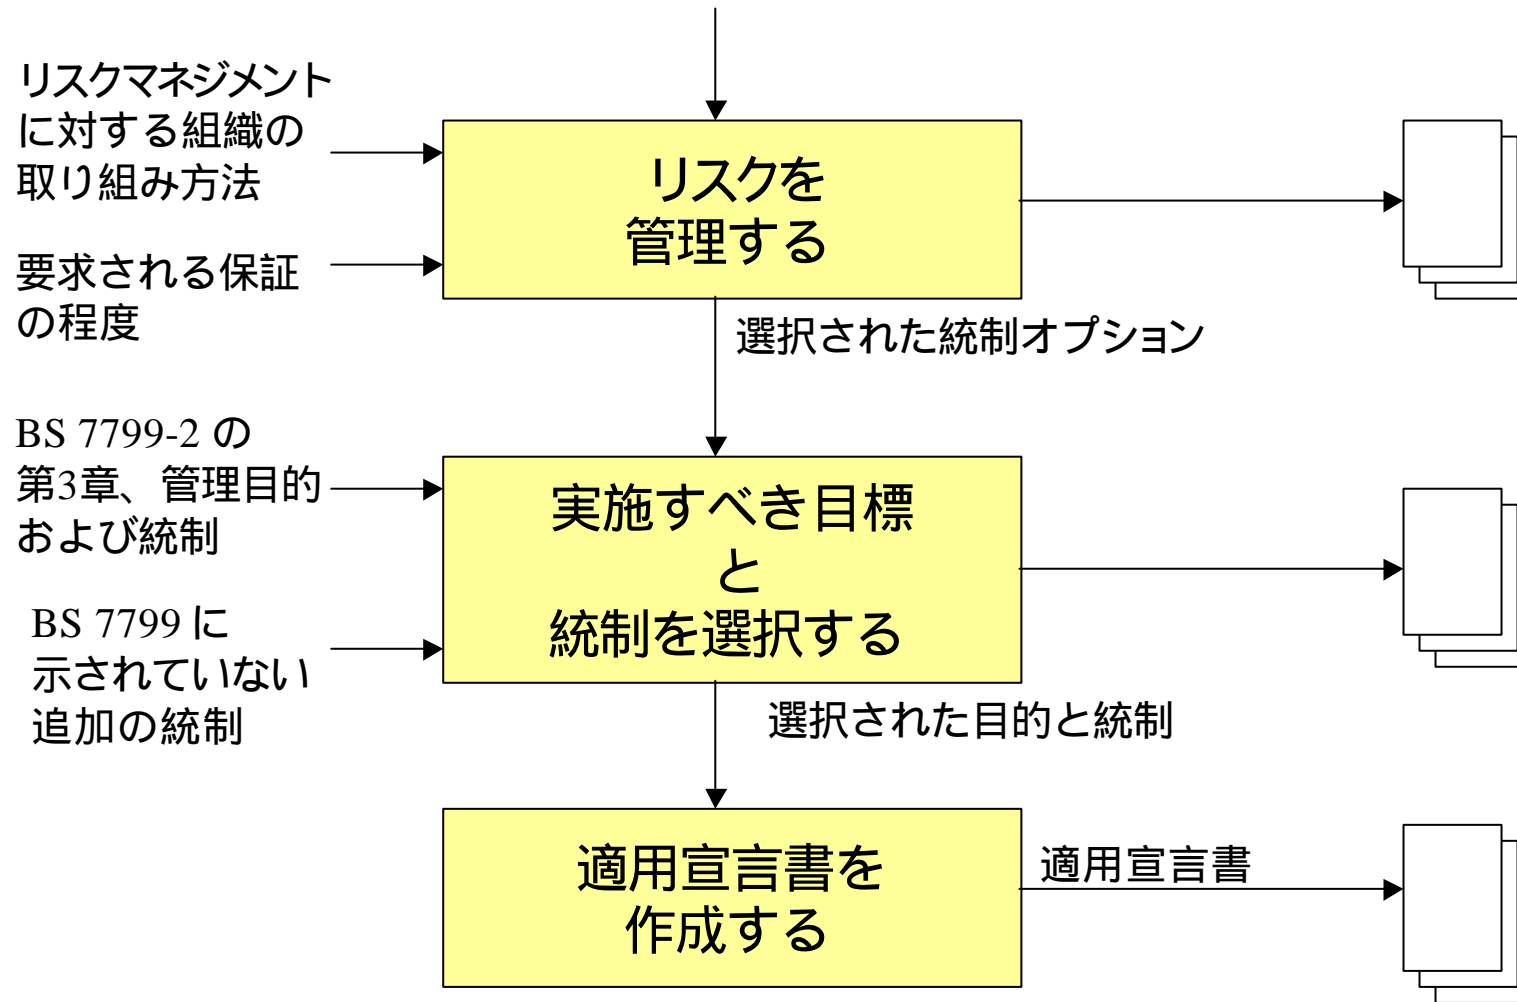 リスクマネジメント
に対する組織の
取り組み方法
リスクを
管理する
要求される保証
の程度
選択された統制オプション
BS 7799-2 の
第3章、管理目的
および統制
実施すべき目標
と
統制を選択する
BS 7799 に
示されていない
追加の統制
選択された目的と統制
適用宣言書を
作成する
適用宣言書